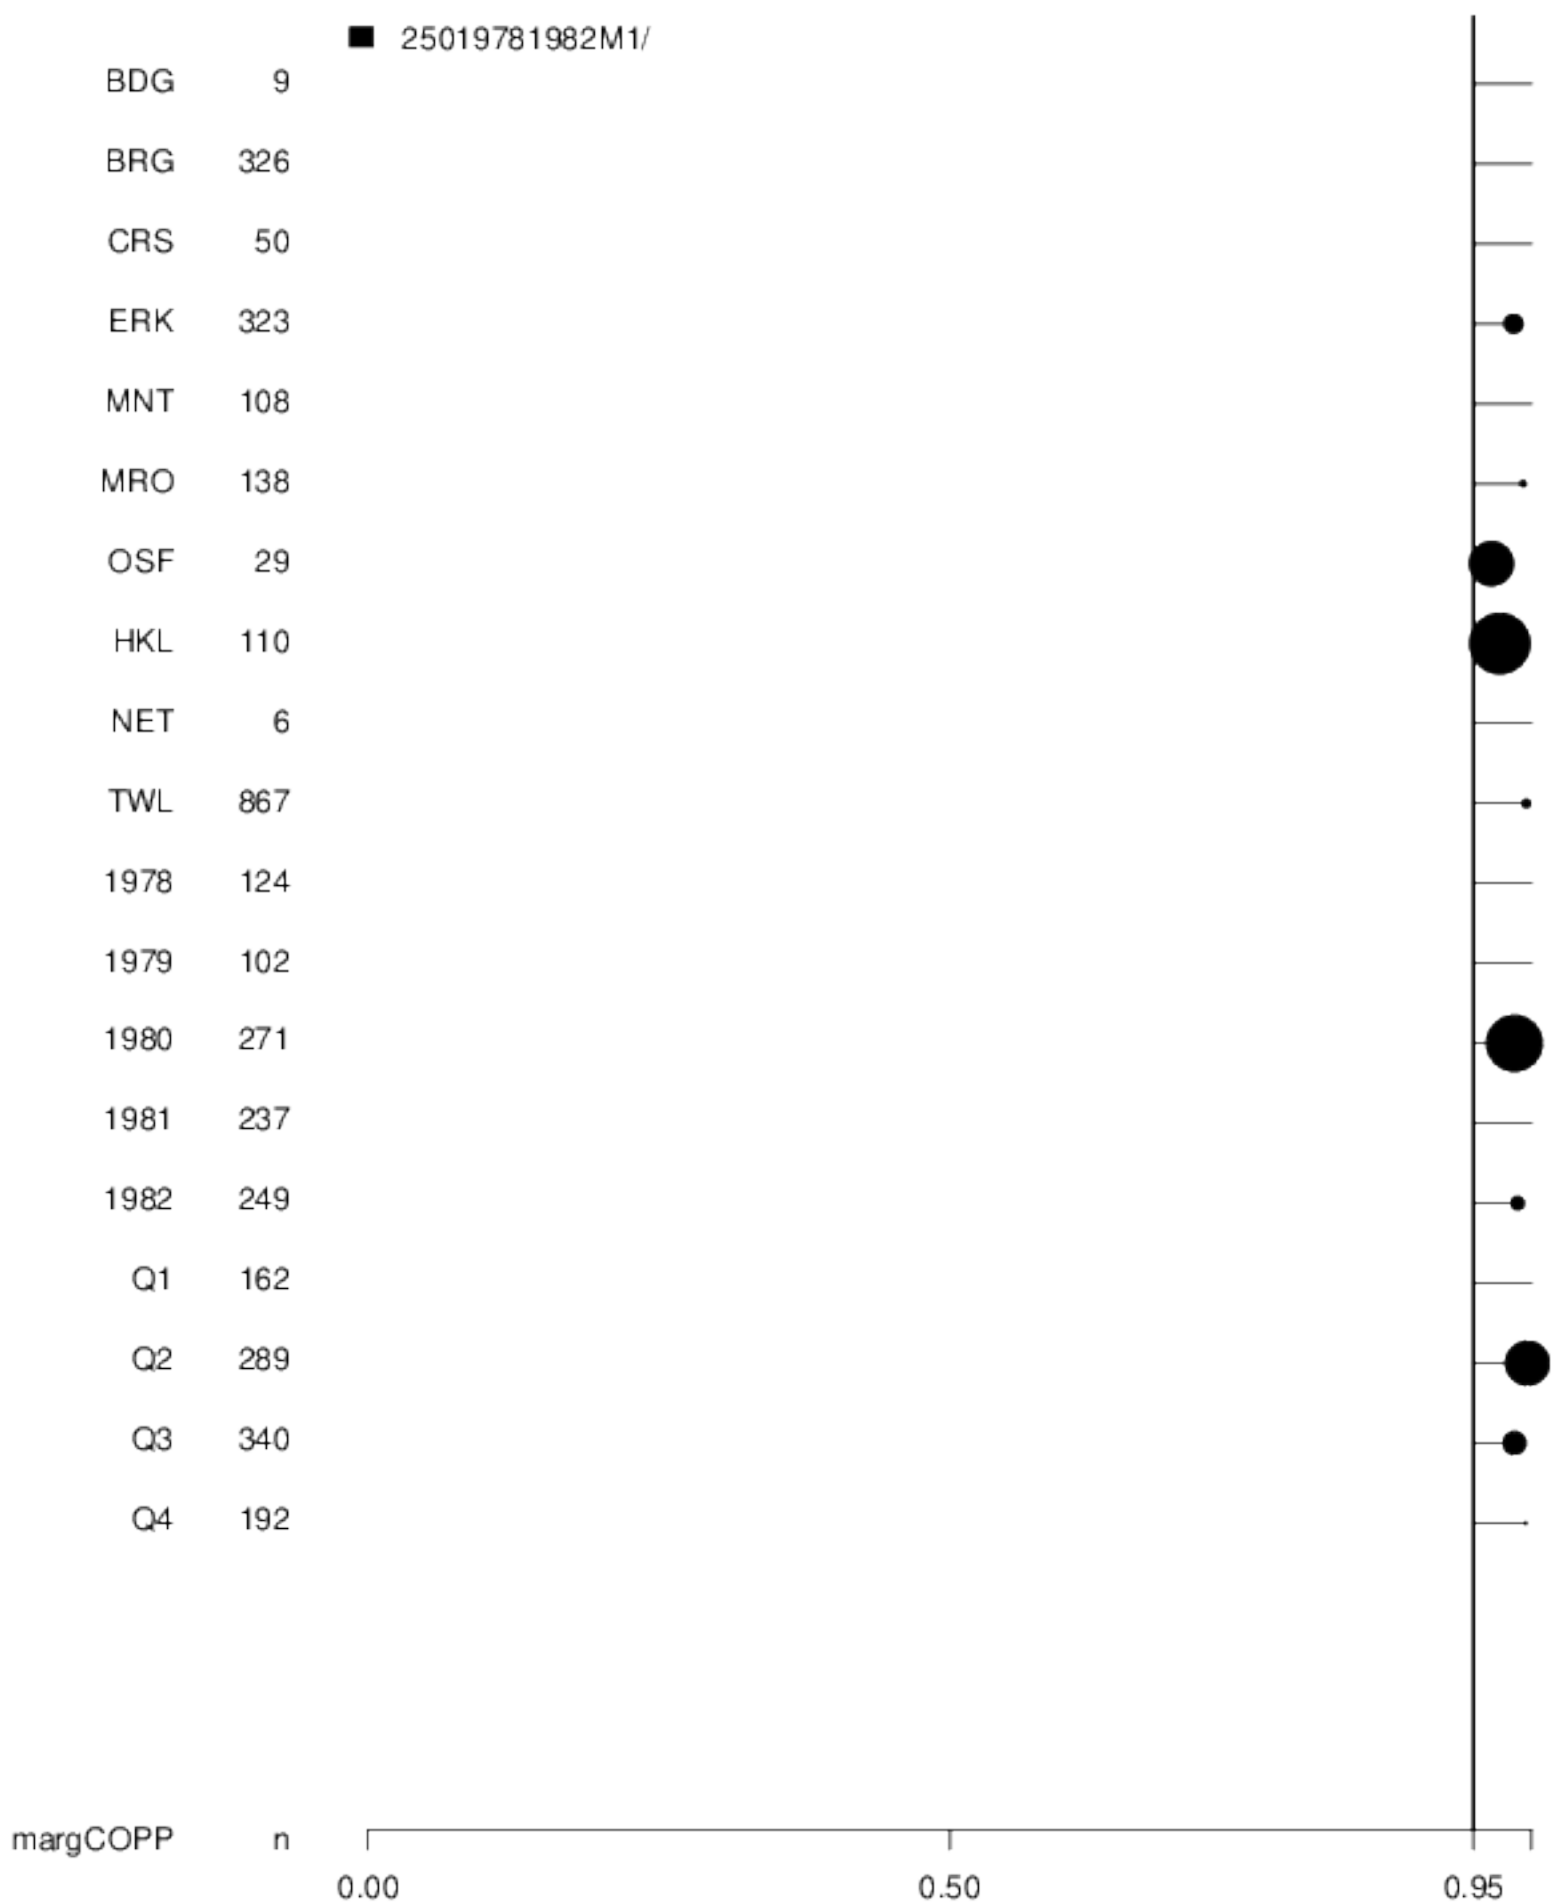 25019781982M1/
BDG 9
BRG 326
CRS 50
ERK 323
MNT 108
MRO 138
OSF 29
HKL 110
NET 6
TWL 867
1978 124
1979 102
1980 271
1981 237
1982 249
Q1 162
Q2 289
Q3 340
Q4 192
margCOPP n
0.00 0.50 0.95